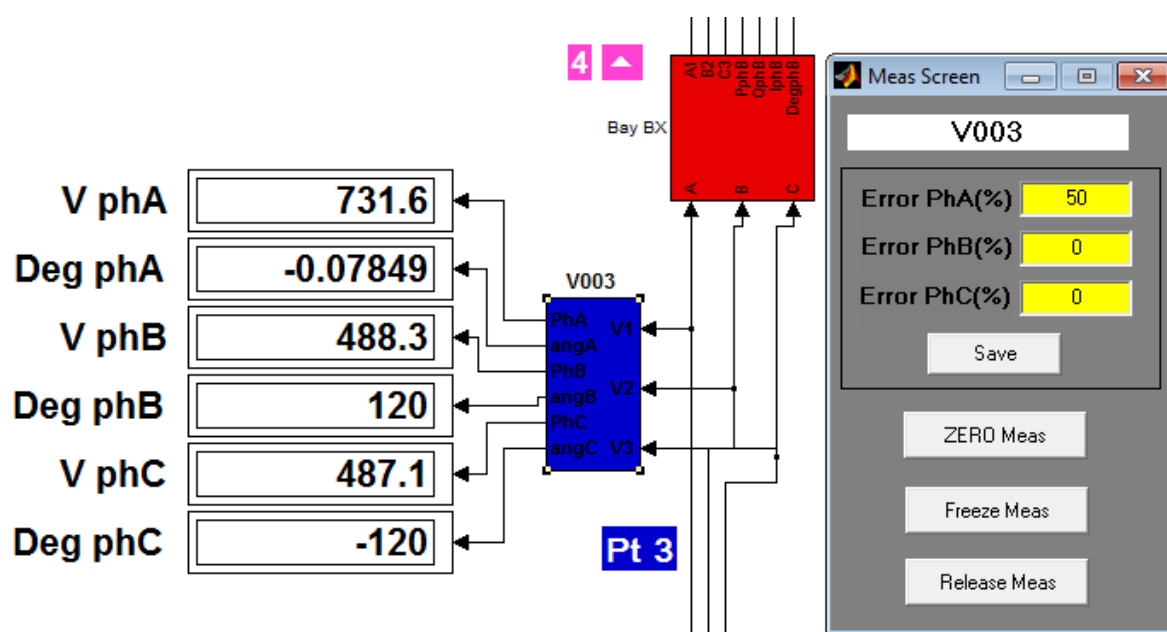 4
A1
B2
C3
PphB
QphB
IphB
DegphB
Bay BX
A
B
C
V phA
731.6
Deg phA
-0.07849
V phB
488.3
Deg phB
120
V phC
487.1
Deg phC
-120
V003
PhA
angA
PhB
angB
PhC
angC
V1
V2
V3
Pt 3
Meas Screen
V003
Error PhA(%)
50
Error PhB(%)
0
Error PhC(%)
0
Save
ZERO Meas
Freeze Meas
Release Meas